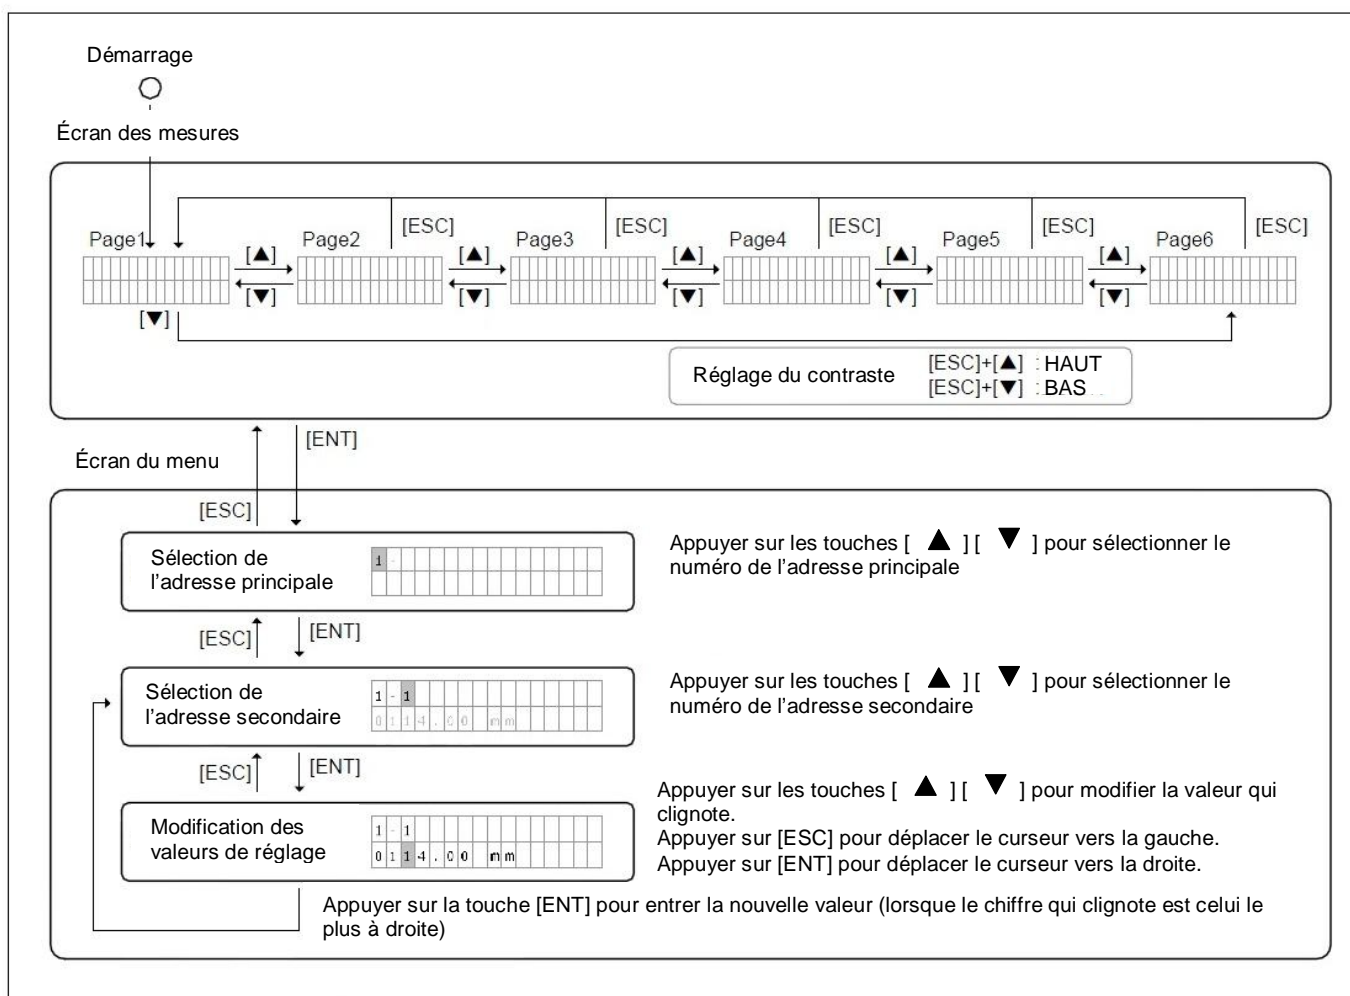 Démarrage
Écran des mesures
Page1 Page2 [ESC] Page3 [ESC] Page4 [ESC] Page5 [ESC] Page6 [ESC]
[▲] [▲] [▲] [▲] [▲]
[▼] [▼] [▼] [▼] [▼]
[▼]
Réglage du contraste [ESC]+[▲] : HAUT
[ESC]+[▼] : BAS
[ENT]
Écran du menu
[ESC]
Sélection de
l'adresse principale
1 -
Appuyer sur les touches [ ▲ ] [ ▼ ] pour sélectionner le
numéro de l'adresse principale
[ESC] [ENT]
Sélection de
l'adresse secondaire
1 - 1
0114.00 mm
Appuyer sur les touches [ ▲ ] [ ▼ ] pour sélectionner le
numéro de l'adresse secondaire
[ESC] [ENT]
Modification des
valeurs de réglage
1 - 1
0114.00 mm
Appuyer sur les touches [ ▲ ] [ ▼ ] pour modifier la valeur qui
clignote.
Appuyer sur [ESC] pour déplacer le curseur vers la gauche.
Appuyer sur [ENT] pour déplacer le curseur vers la droite.
Appuyer sur la touche [ENT] pour entrer la nouvelle valeur (lorsque le chiffre qui clignote est celui le
plus à droite)